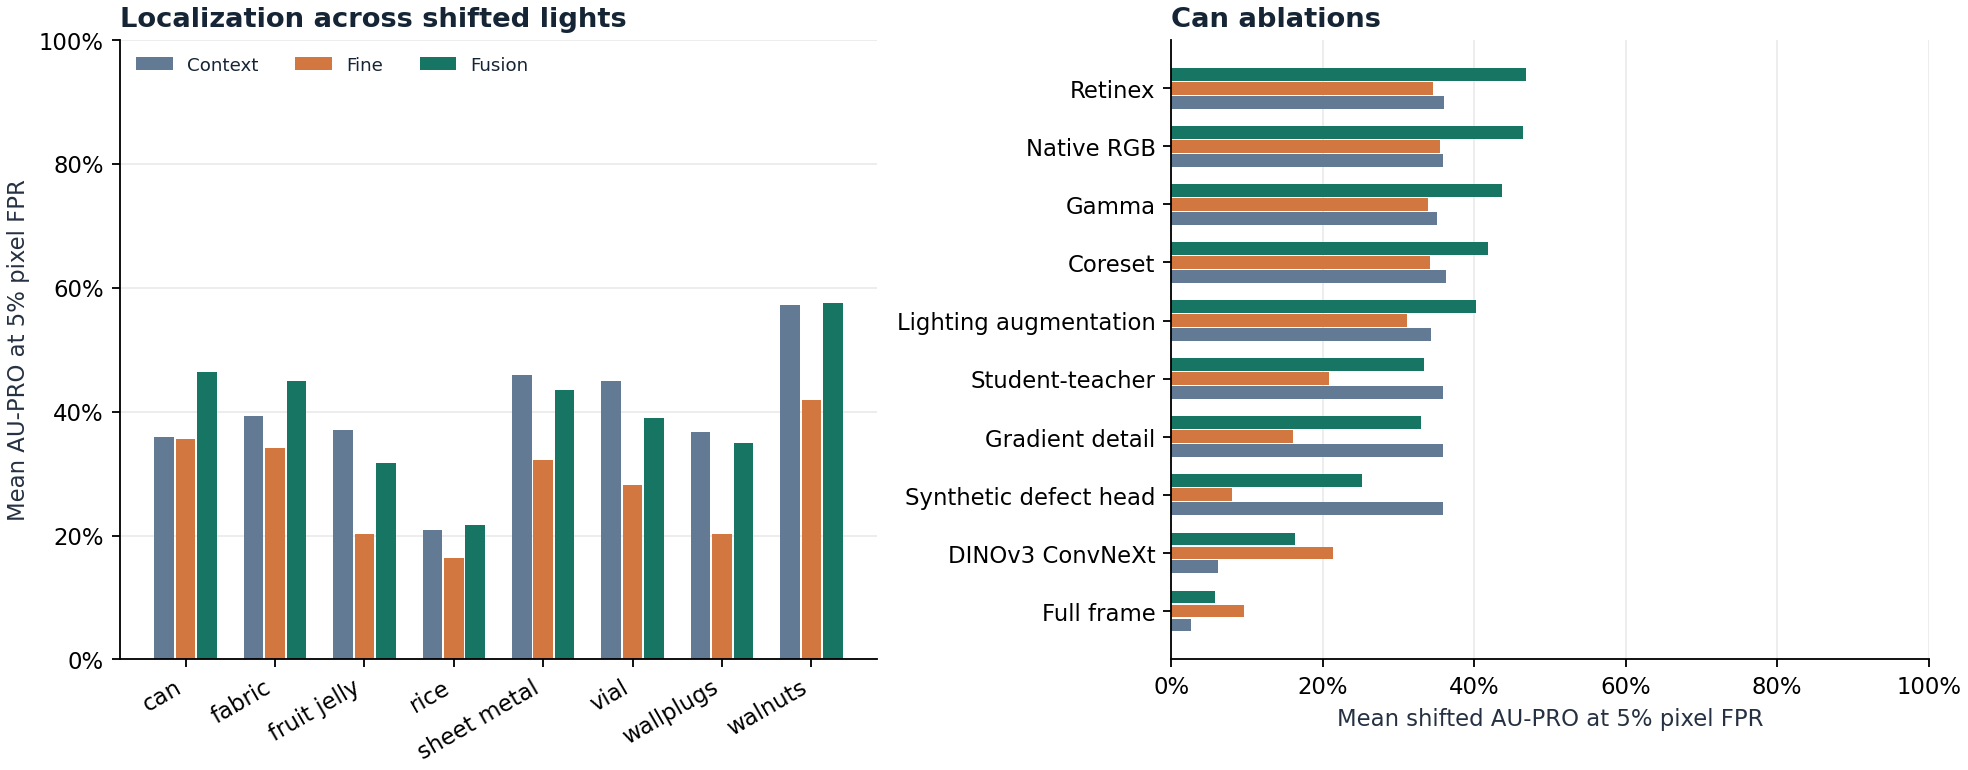 Localization across shifted lights
Context
Fine
Fusion
Mean AU-PRO at 5% pixel FPR
100%
80%
60%
40%
20%
0%
can
fabric
fruit jelly
rice
sheet metal
vial
wallplugs
walnuts
Can ablations
Retinex
Native RGB
Gamma
Coreset
Lighting augmentation
Student-teacher
Gradient detail
Synthetic defect head
DINOv3 ConvNeXt
Full frame
0%
20%
40%
60%
80%
100%
Mean shifted AU-PRO at 5% pixel FPR